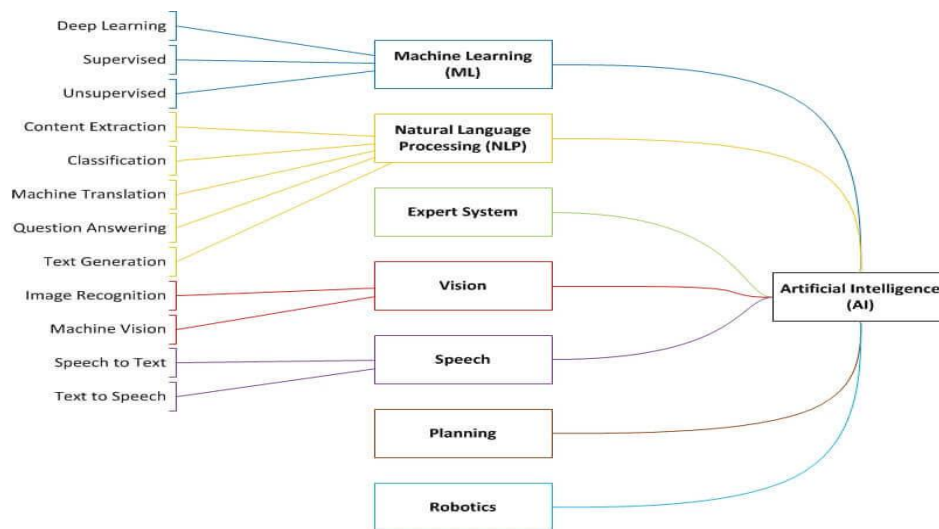 Deep Learning
Supervised
Unsupervised
Content Extraction
Classification
Machine Translation
Question Answering
Text Generation
Image Recognition
Machine Vision
Speech to Text
Text to Speech
Machine Learning
(ML)
Natural Language
Processing (NLP)
Expert System
Vision
Speech
Planning
Robotics
Artificial Intelligence
(AI)